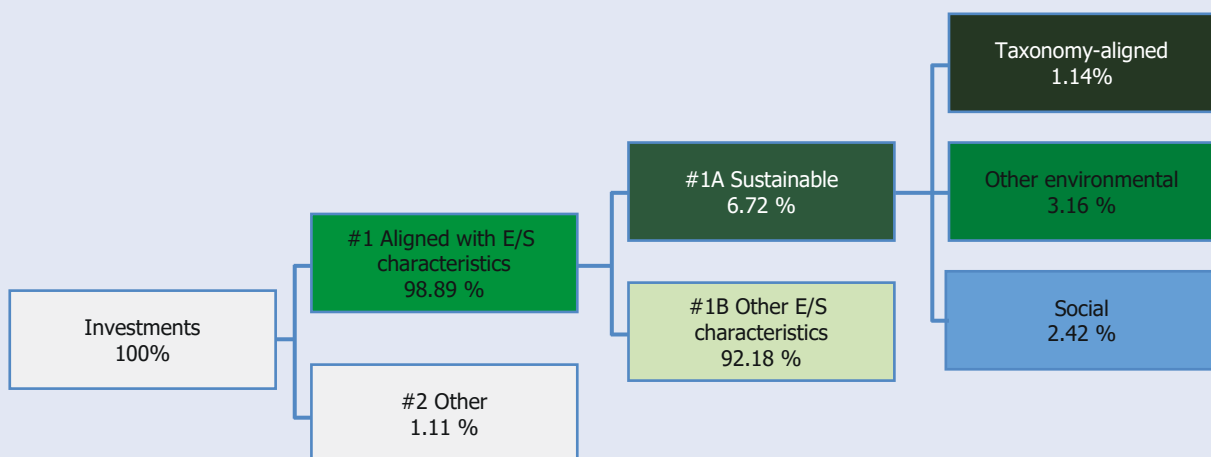 Investments
100%
#1 Aligned with E/S
characteristics
98.89 %
#2 Other
1.11 %
#1A Sustainable
6.72 %
#1B Other E/S
characteristics
92.18 %
Taxonomy-aligned
1.14%
Other environmental
3.16 %
Social
2.42 %